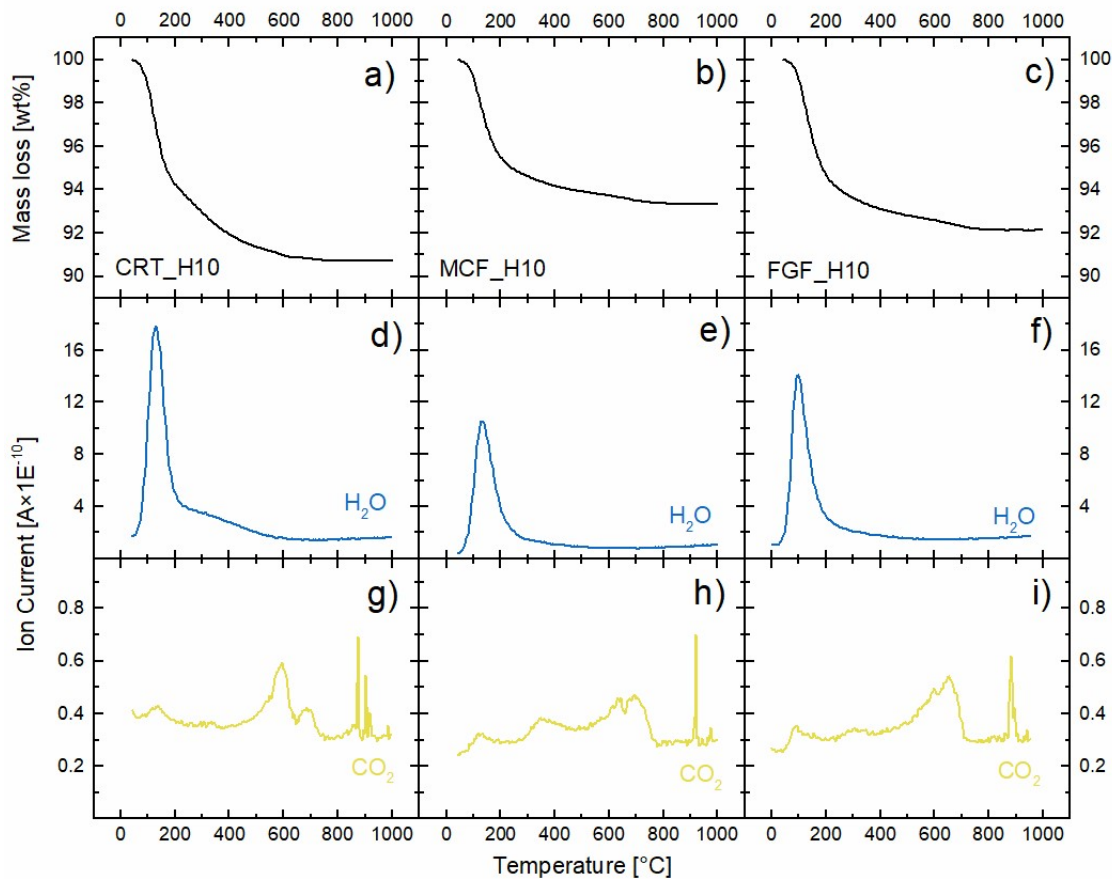 0 200 400 600 800 1000 0 200 400 600 800 1000 0 200 400 600 800 1000
100 a) b) c) 100
98 98
96 96
94 94
92 92
90 CRT_H10 MCF_H10 FGF_H10 90
Mass loss [wt%]
16 d) e) f) 16
12 12
8 8
4 H₂O H₂O H₂O 4
Ion Current [A×1E⁻¹⁰]
0.8 g) h) i) 0.8
0.6 0.6
0.4 0.4
0.2 CO₂ CO₂ CO₂ 0.2
0 200 400 600 800 1000 0 200 400 600 800 1000 0 200 400 600 800 1000
Temperature [°C]